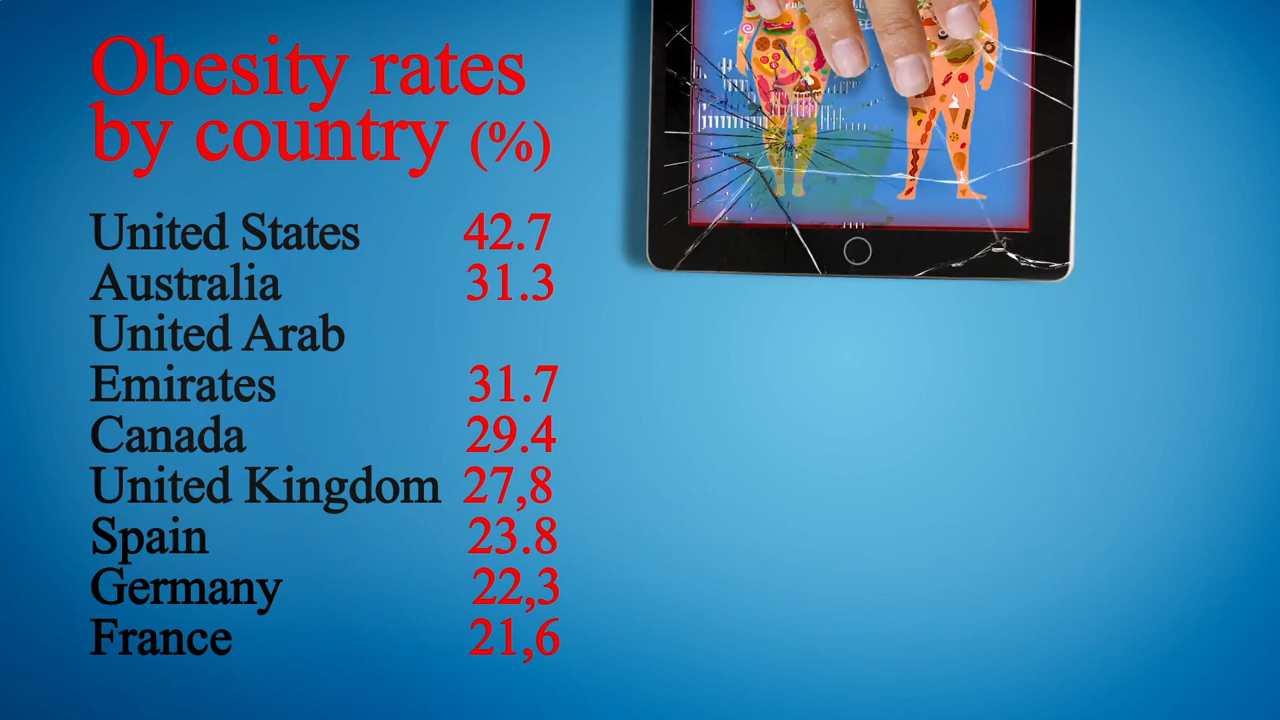 Obesity rates
by country (%)
United States 42.7
Australia 31.3
United Arab
Emirates 31.7
Canada 29.4
United Kingdom 27,8
Spain 23.8
Germany 22,3
France 21,6